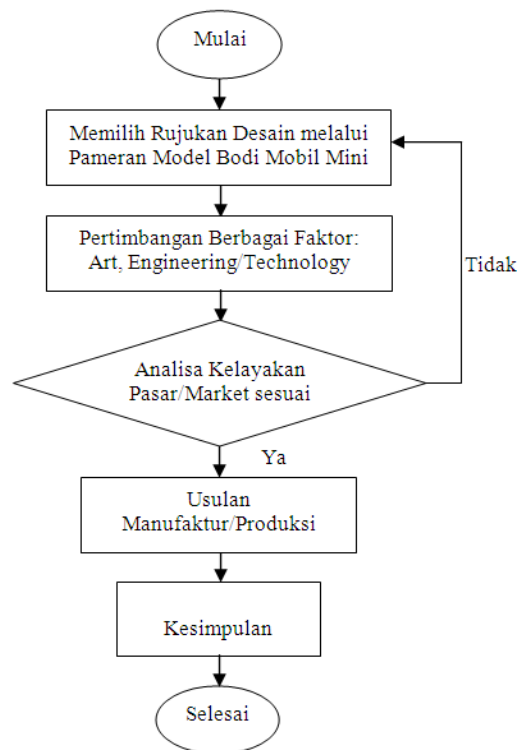 Mulai
Memilih Rujukan Desain melalui
Pameran Model Bodi Mobil Mini
Pertimbangan Berbagai Faktor:
Art, Engineering/Technology
Tidak
Analisa Kelayakan
Pasar/Market sesuai
Ya
Usulan
Manufaktur/Produksi
Kesimpulan
Selesai